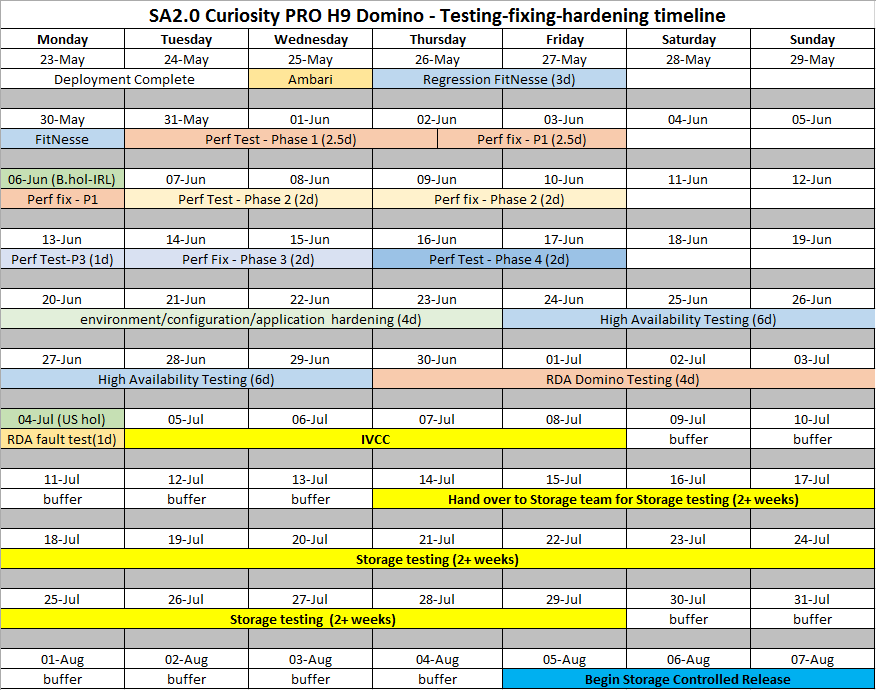 SA2.0 Curiosity PRO H9 Domino - Testing-fixing-hardening timeline
Monday Tuesday Wednesday Thursday Friday Saturday Sunday
23-May 24-May 25-May 26-May 27-May 28-May 29-May
Deployment Complete Ambari Regression FitNesse (3d)
30-May 31-May 01-Jun 02-Jun 03-Jun 04-Jun 05-Jun
FitNesse Perf Test - Phase 1 (2.5d) Perf fix - P1 (2.5d)
06-Jun (B.hol-IRL) 07-Jun 08-Jun 09-Jun 10-Jun 11-Jun 12-Jun
Perf fix - P1 Perf Test - Phase 2 (2d) Perf fix - Phase 2 (2d)
13-Jun 14-Jun 15-Jun 16-Jun 17-Jun 18-Jun 19-Jun
Perf Test-P3 (1d) Perf Fix - Phase 3 (2d) Perf Test - Phase 4 (2d)
20-Jun 21-Jun 22-Jun 23-Jun 24-Jun 25-Jun 26-Jun
environment/configuration/application hardening (4d) High Availability Testing (6d)
27-Jun 28-Jun 29-Jun 30-Jun 01-Jul 02-Jul 03-Jul
High Availability Testing (6d) RDA Domino Testing (4d)
04-Jul (US hol) 05-Jul 06-Jul 07-Jul 08-Jul 09-Jul 10-Jul
RDA fault test(1d) IVCC buffer buffer
11-Jul 12-Jul 13-Jul 14-Jul 15-Jul 16-Jul 17-Jul
buffer buffer buffer Hand over to Storage team for Storage testing (2+ weeks)
18-Jul 19-Jul 20-Jul 21-Jul 22-Jul 23-Jul 24-Jul
Storage testing (2+ weeks)
25-Jul 26-Jul 27-Jul 28-Jul 29-Jul 30-Jul 31-Jul
Storage testing (2+ weeks) buffer buffer
01-Aug 02-Aug 03-Aug 04-Aug 05-Aug 06-Aug 07-Aug
buffer buffer buffer buffer Begin Storage Controlled Release